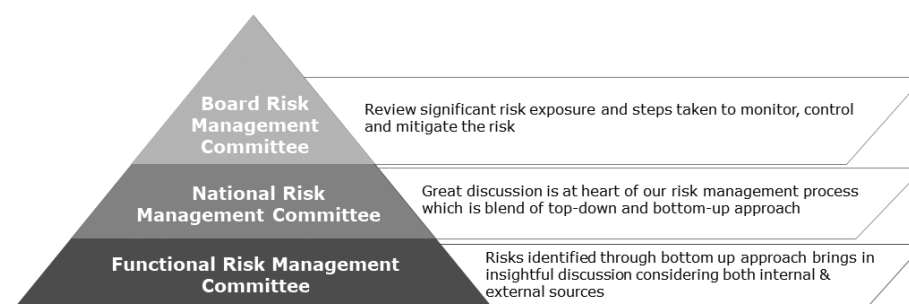 Board Risk
Management
Committee
Review significant risk exposure and steps taken to monitor, control
and mitigate the risk
National Risk
Management Committee
Great discussion is at heart of our risk management process
which is blend of top-down and bottom-up approach
Functional Risk Management
Committee
Risks identified through bottom up approach brings in
insightful discussion considering both internal &
external sources